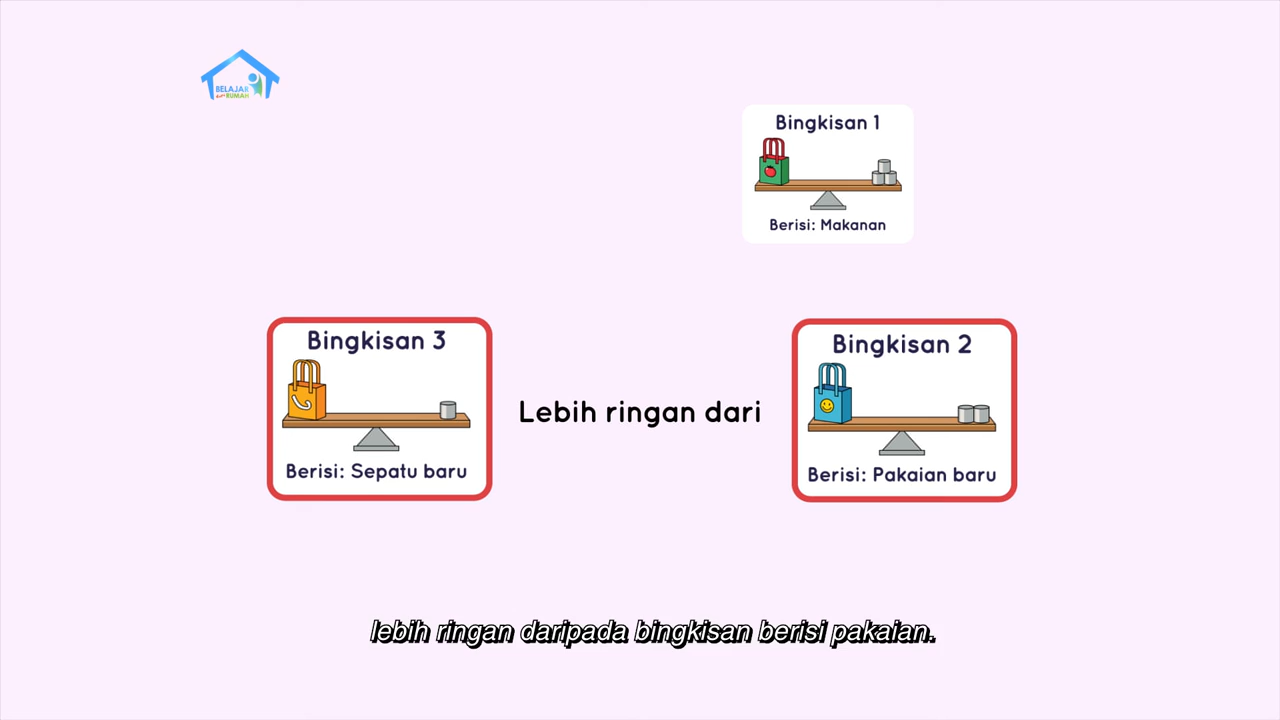 BELAJAR
dari RUMAH
Bingkisan 1
Berisi: Makanan
Bingkisan 3
Berisi: Sepatu baru
Lebih ringan dari
Bingkisan 2
Berisi: Pakaian baru
lebih ringan daripada bingkisan berisi pakaian.